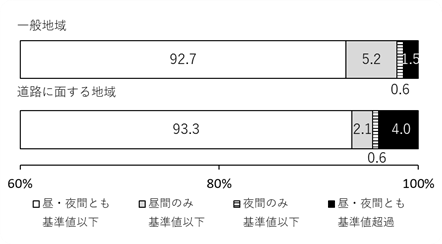 一般地域
92.7 5.2 1.5
0.6
道路に面する地域
93.3 2.1 4.0
0.6
60% 80% 100%
昼・夜間とも 昼間のみ 夜間のみ 昼・夜間とも
基準値以下 基準値以下 基準値以下 基準値超過